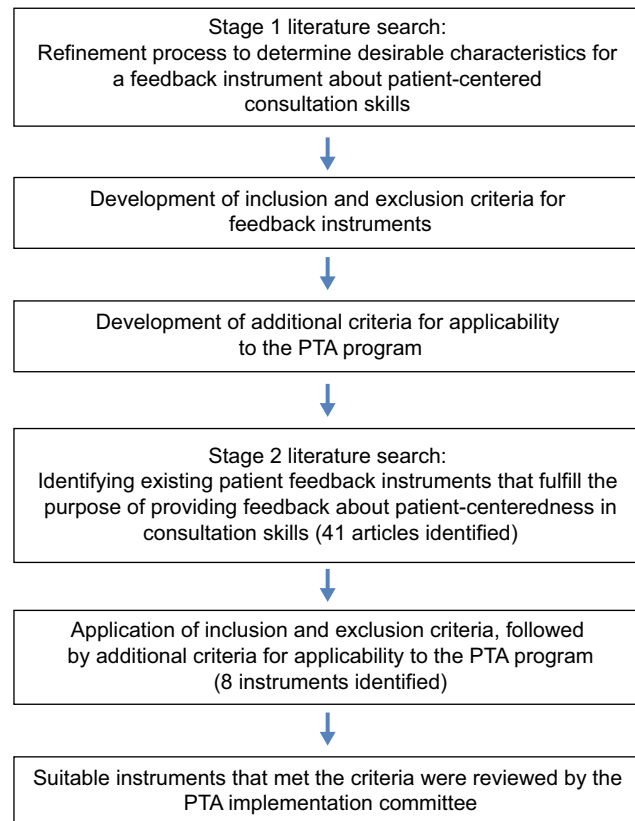 Stage 1 literature search:
Refinement process to determine desirable characteristics for
a feedback instrument about patient-centered
consultation skills
Development of inclusion and exclusion criteria for
feedback instruments
Development of additional criteria for applicability
to the PTA program
Stage 2 literature search:
Identifying existing patient feedback instruments that fulfill the
purpose of providing feedback about patient-centeredness in
consultation skills (41 articles identified)
Application of inclusion and exclusion criteria, followed
by additional criteria for applicability to the PTA program
(8 instruments identified)
Suitable instruments that met the criteria were reviewed by the
PTA implementation committee